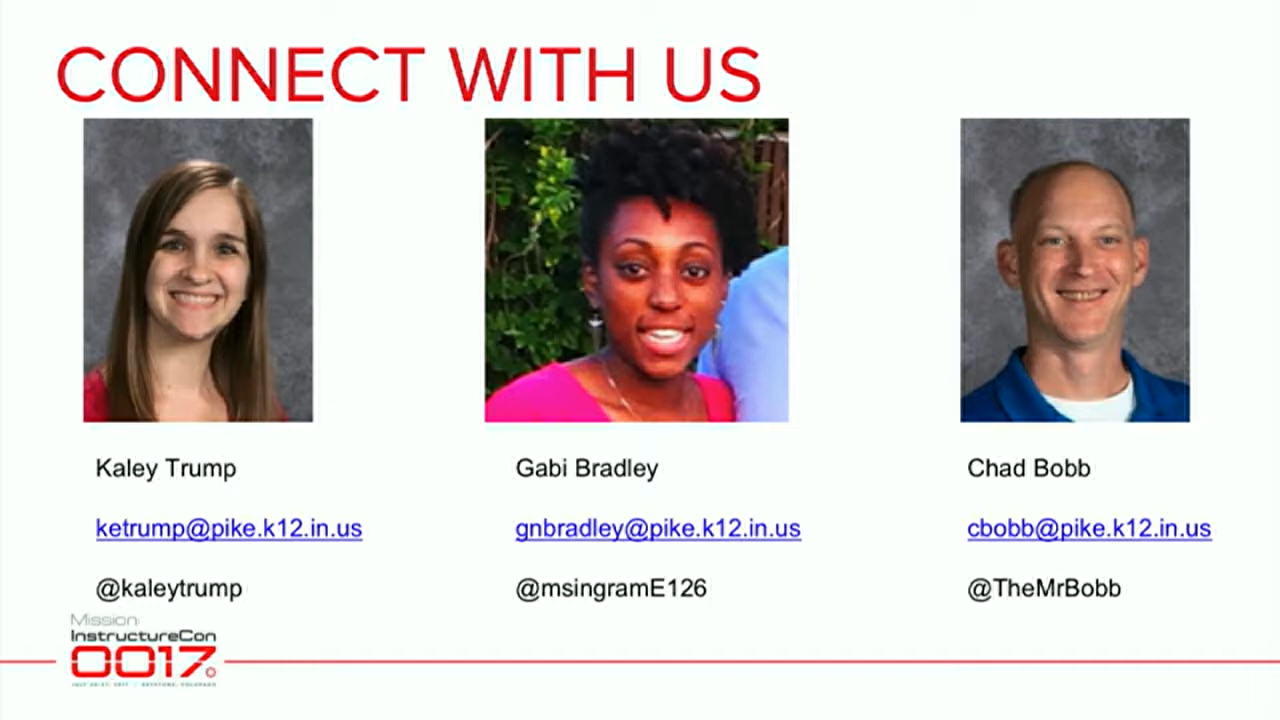 CONNECT WITH US
Kaley Trump
ketrump@pike.k12.in.us
@kaleytrump
Gabi Bradley
gnbradley@pike.k12.in.us
@msingramE126
Chad Bobb
cbobb@pike.k12.in.us
@TheMrBobb
Mission:
InstructureCon
0017